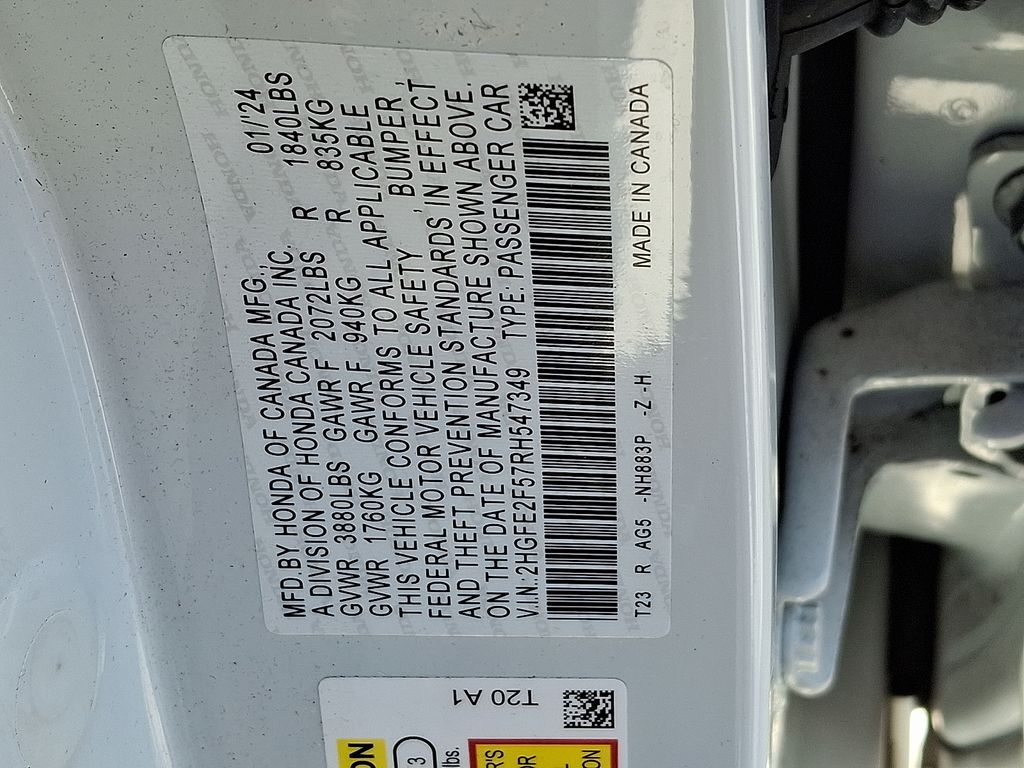 MFD.BY HONDA OF CANADA MFG., 01/'24
A DIVISION OF HONDA CANADA INC.
GVWR 3880LBS GAWR F 2072LBS R 1840LBS
GVWR 1760KG GAWR F 940KG R 835KG
THIS VEHICLE CONFORMS TO ALL APPLICABLE
FEDERAL MOTOR VEHICLE SAFETY , BUMPER ,
AND THEFT PREVENTION STANDARDS IN EFFECT
ON THE DATE OF MANUFACTURE SHOWN ABOVE.
V.I.N.:2HGFE2F57RH547349 TYPE: PASSENGER CAR
T23 R AG5 -NH883P -Z -H MADE IN CANADA
T20 A1
3
lbs.